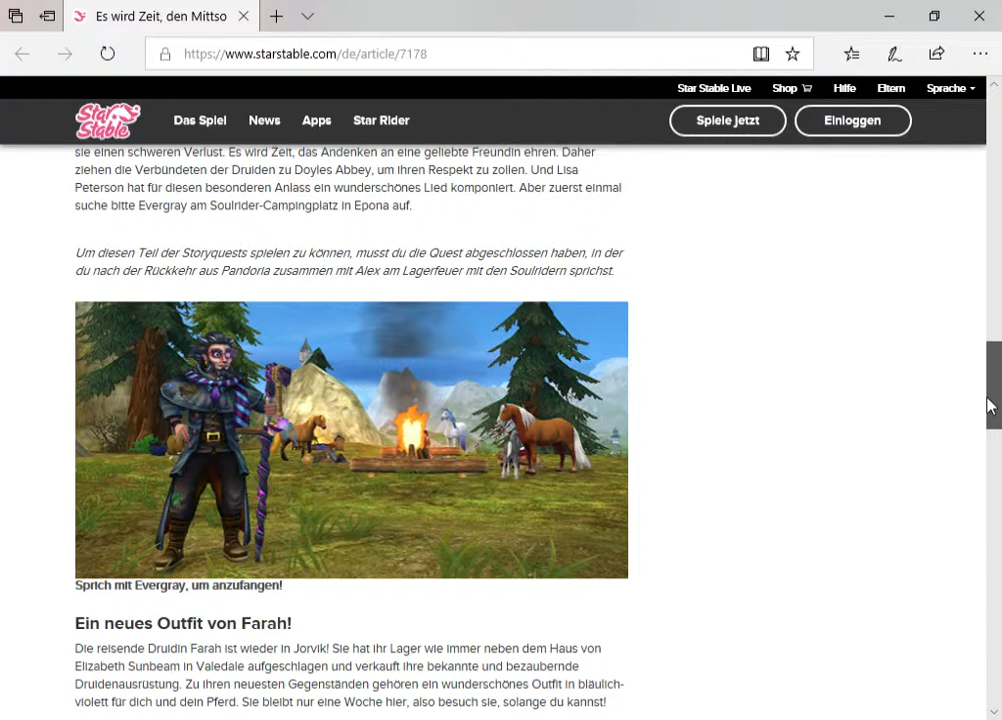 Es wird Zeit, den Mittso
https://www.starstable.com/de/article/7178
Star Stable Live Shop Hilfe Eltern Sprache
Star Stable Das Spiel News Apps Star Rider Spiele jetzt Einloggen
sie einen schweren Verlust. Es wird Zeit, das Andenken an eine geliebte Freundin ehren. Daher
ziehen die Verbündeten der Druiden zu Doyles Abbey, um ihren Respekt zu zollen. Und Lisa
Peterson hat für diesen besonderen Anlass ein wunderschönes Lied komponiert. Aber zuerst einmal
suche bitte Evergray am Soulrider-Campingplatz in Epona auf.
Um diesen Teil der Storyquests spielen zu können, musst du die Quest abgeschlossen haben, in der
du nach der Rückkehr aus Pandoria zusammen mit Alex am Lagerfeuer mit den Soulridern sprichst.
Sprich mit Evergray, um anzufangen!
Ein neues Outfit von Farah!
Die reisende Druidin Farah ist wieder in Jorvik! Sie hat ihr Lager wie immer neben dem Haus von
Elizabeth Sunbeam in Valedale aufgeschlagen und verkauft ihre bekannte und bezaubernde
Druidenausrüstung. Zu ihren neuesten Gegenständen gehören ein wunderschönes Outfit in bläulich-
violett für dich und dein Pferd. Sie bleibt nur eine Woche hier, also besuch sie, solange du kannst!